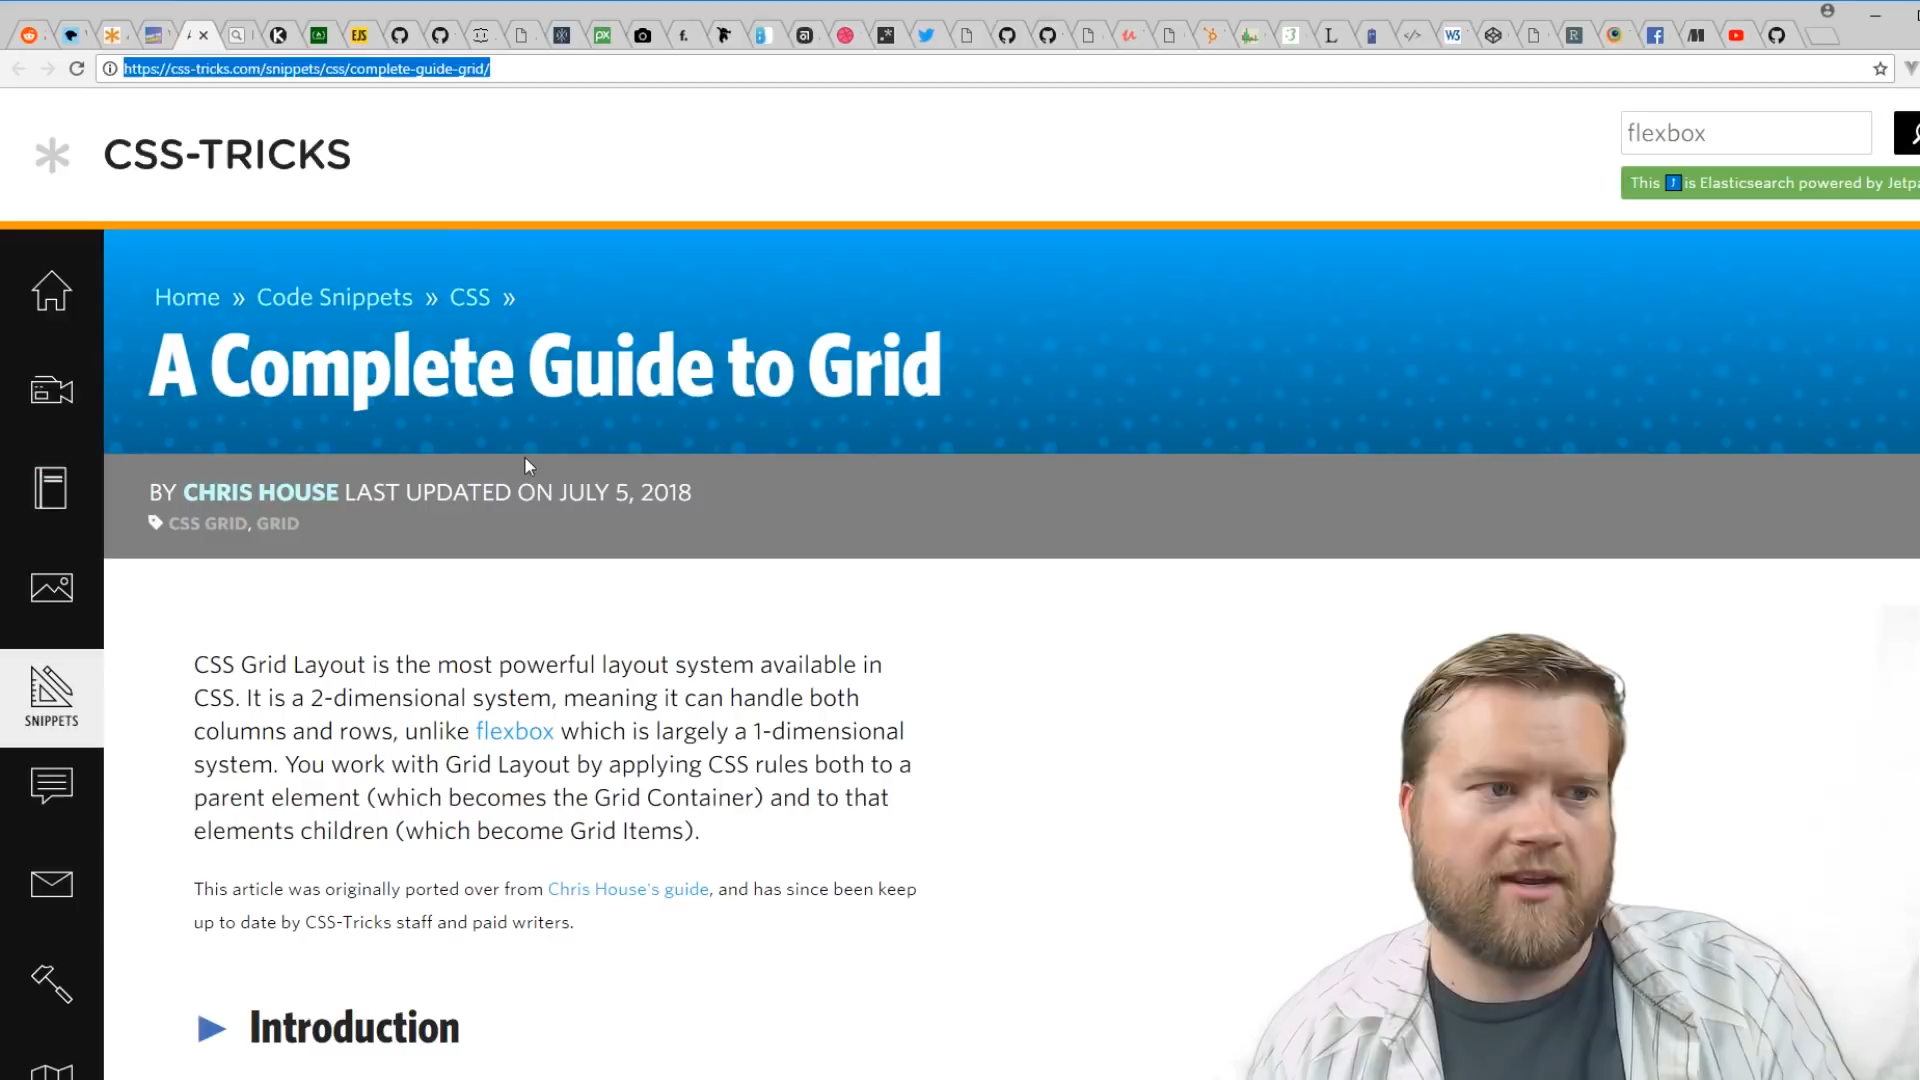 https://css-tricks.com/snippets/css/complete-guide-grid/
CSS-TRICKS
flexbox
This is Elasticsearch powered by Jetpa
Home » Code Snippets » CSS »
A Complete Guide to Grid
BY CHRIS HOUSE LAST UPDATED ON JULY 5, 2018
CSS GRID, GRID
SNIPPETS
CSS Grid Layout is the most powerful layout system available in
CSS. It is a 2-dimensional system, meaning it can handle both
columns and rows, unlike flexbox which is largely a 1-dimensional
system. You work with Grid Layout by applying CSS rules both to a
parent element (which becomes the Grid Container) and to that
elements children (which become Grid Items).
This article was originally ported over from Chris House's guide, and has since been keep
up to date by CSS-Tricks staff and paid writers.
Introduction